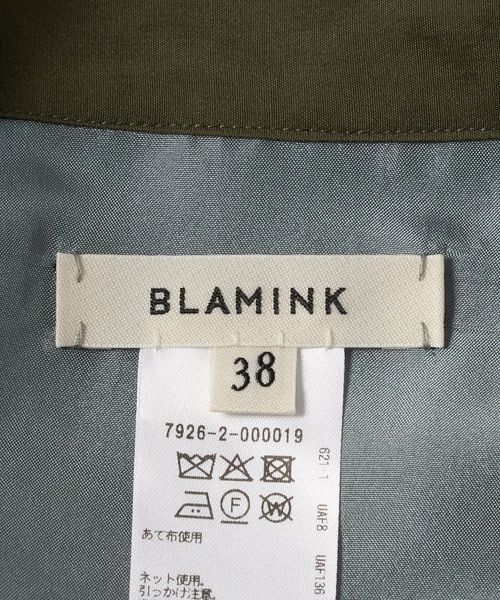 BLAMINK
38
7926-2-000019
F
W
あて布使用
ネット使用。
引っかけ注意。
621-1 UAF8 UAF136